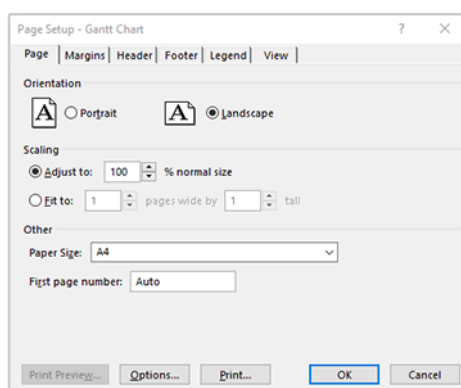 Page Setup - Gantt Chart ? ×
Page Margins Header Footer Legend View
Orientation
A Portrait A Landscape
Scaling
Adjust to: 100 % normal size
Fit to: 1 pages wide by 1 tall
Other
Paper Size: A4
First page number: Auto
Print Preview... Options... Print... OK Cancel